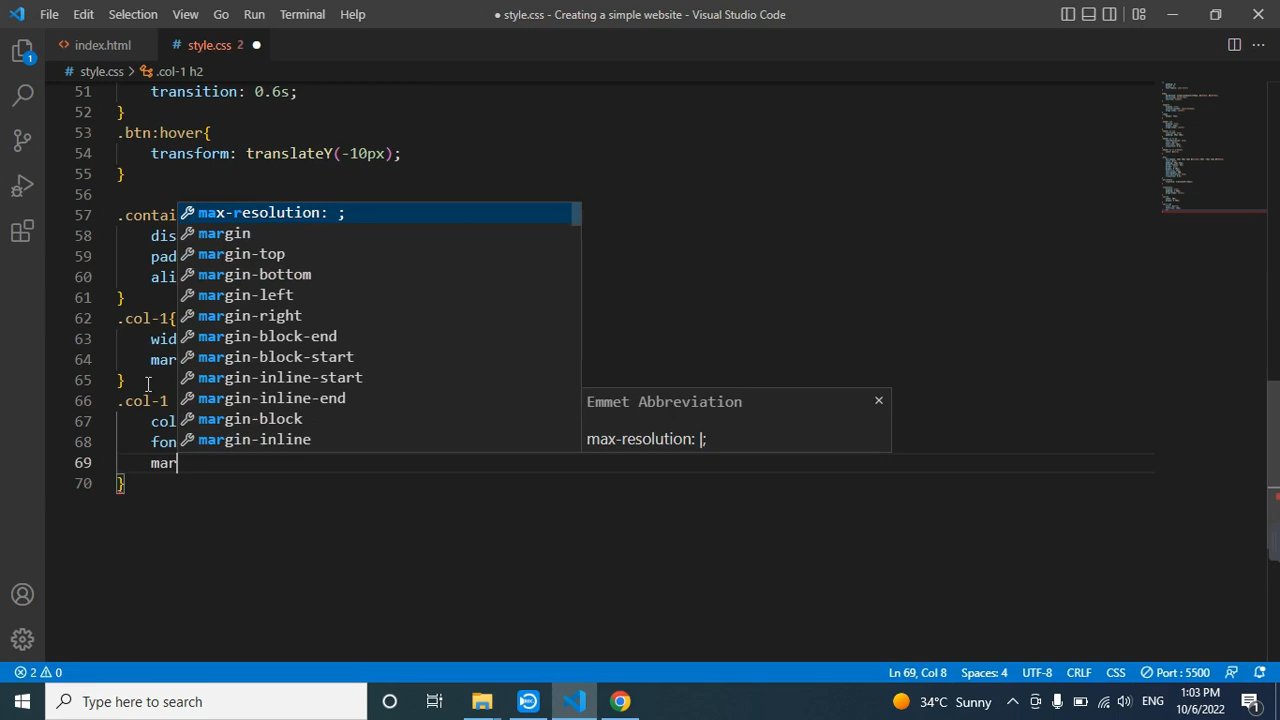 File Edit Selection View Go Run Terminal Help
● style.css - Creating a simple website - Visual Studio Code
index.html
# style.css 2 ●
# style.css > .col-1 h2
51 transition: 0.6s;
52 }
53 .btn:hover{
54 transform: translateY(-10px);
55 }
56
57 .contai
58 dis
59 pad
60 ali
61 }
62 .col-1{
63 wid
64 mar
65 }
66 .col-1
67 col
68 fon
69 mar
70 }
max-resolution: ;
margin
margin-top
margin-bottom
margin-left
margin-right
margin-block-end
margin-block-start
margin-inline-start
margin-inline-end
margin-block
margin-inline
Emmet Abbreviation
max-resolution: |;
1
2 0
Ln 69, Col 8 Spaces: 4 UTF-8 CRLF CSS Port : 5500
Type here to search
34°C Sunny
ENG
1:03 PM
10/6/2022
1